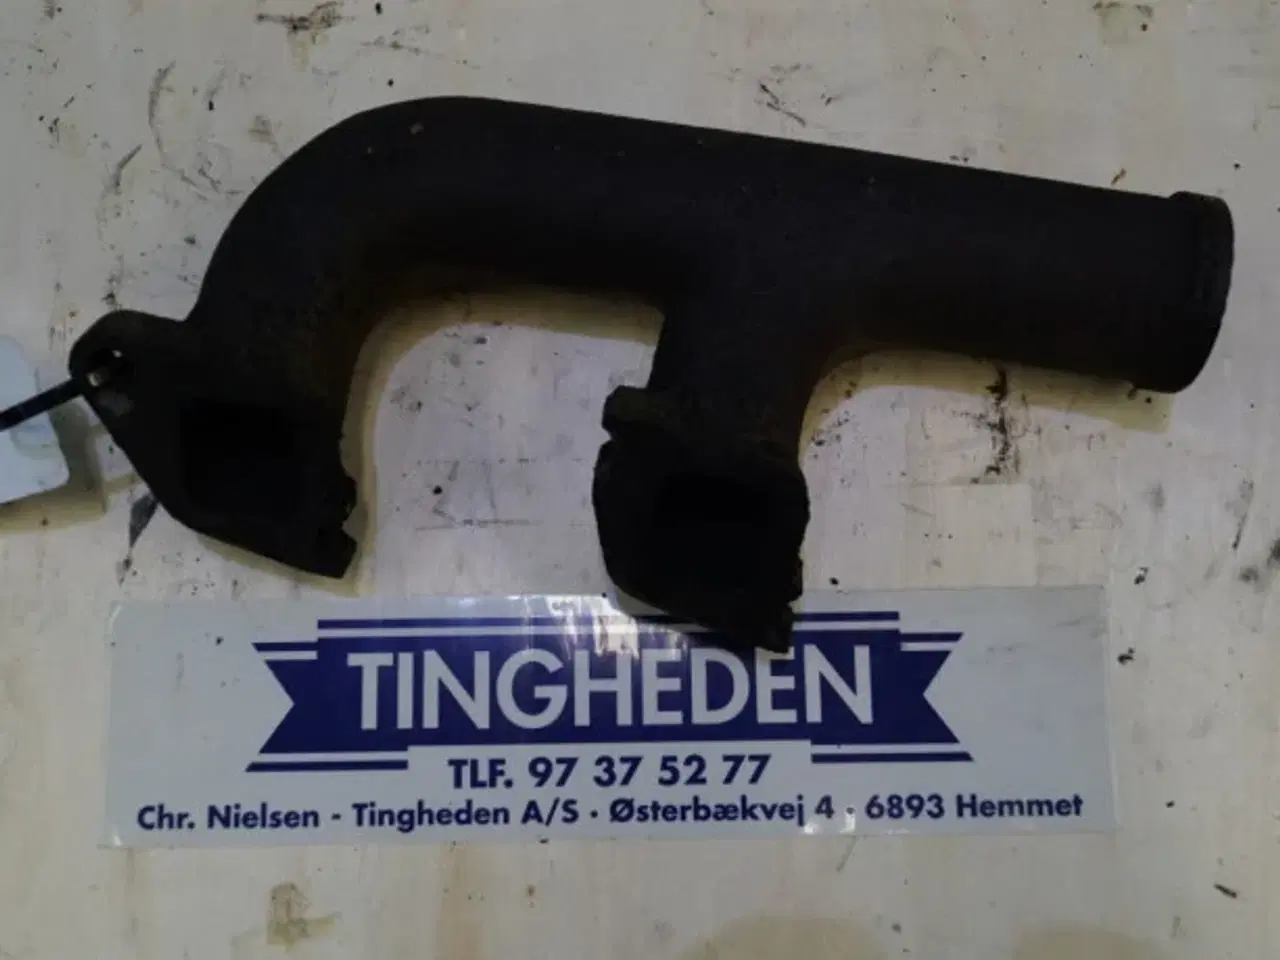 TINGHEDEN
TLF. 97 37 52 77
Chr. Nielsen - Tingheden A/S · Østerbækvej 4 · 6893 Hemmet